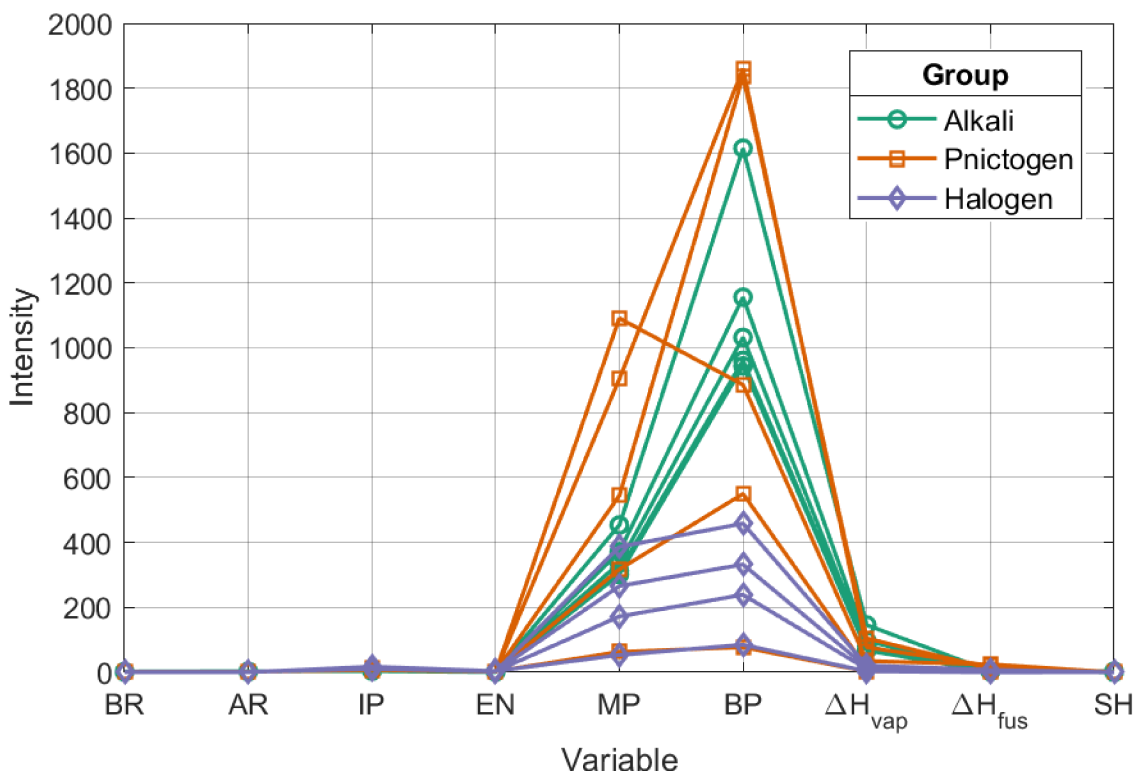 2000
1800
1600
1400
1200
1000
800
600
400
200
0
Intensity
Group
Alkali
Pnictogen
Halogen
BR AR IP EN MP BP ΔHvap ΔHfus SH
Variable